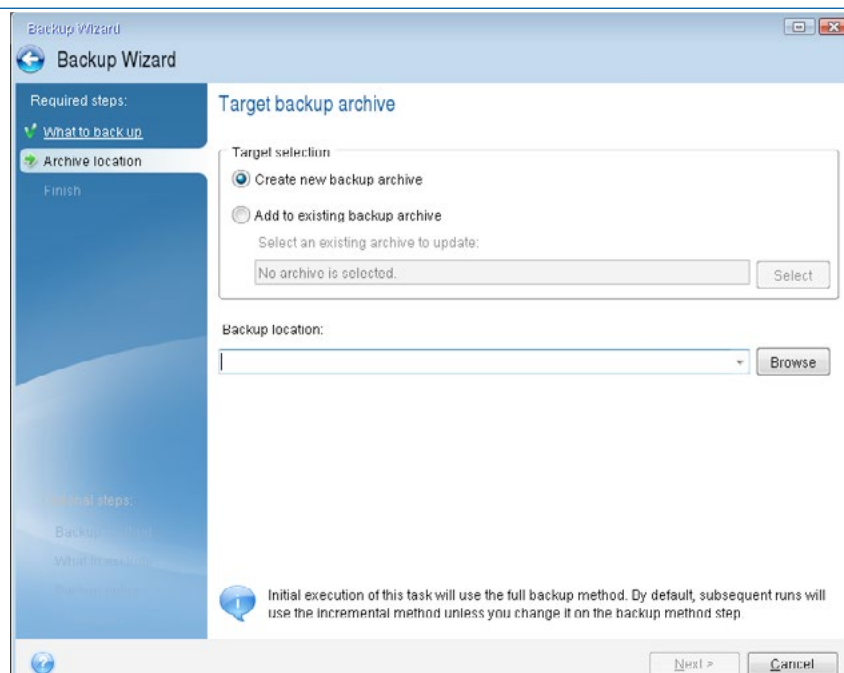 Backup Wizard
Backup Wizard
Required steps:
What to back up
Archive location
Finish
Target backup archive
Target selection
Create new backup archive
Add to existing backup archive
Select an existing archive to update:
No archive is selected.
Select
Backup location:
Browse
steps:
Initial execution of this task will use the full backup method. By default, subsequent runs will
use the incremental method unless you change it on the backup method step.
Next >
Cancel